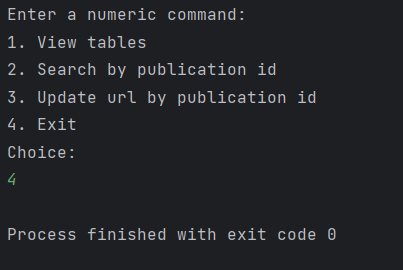 Enter a numeric command:
1. View tables
2. Search by publication id
3. Update url by publication id
4. Exit
Choice:
4
Process finished with exit code 0